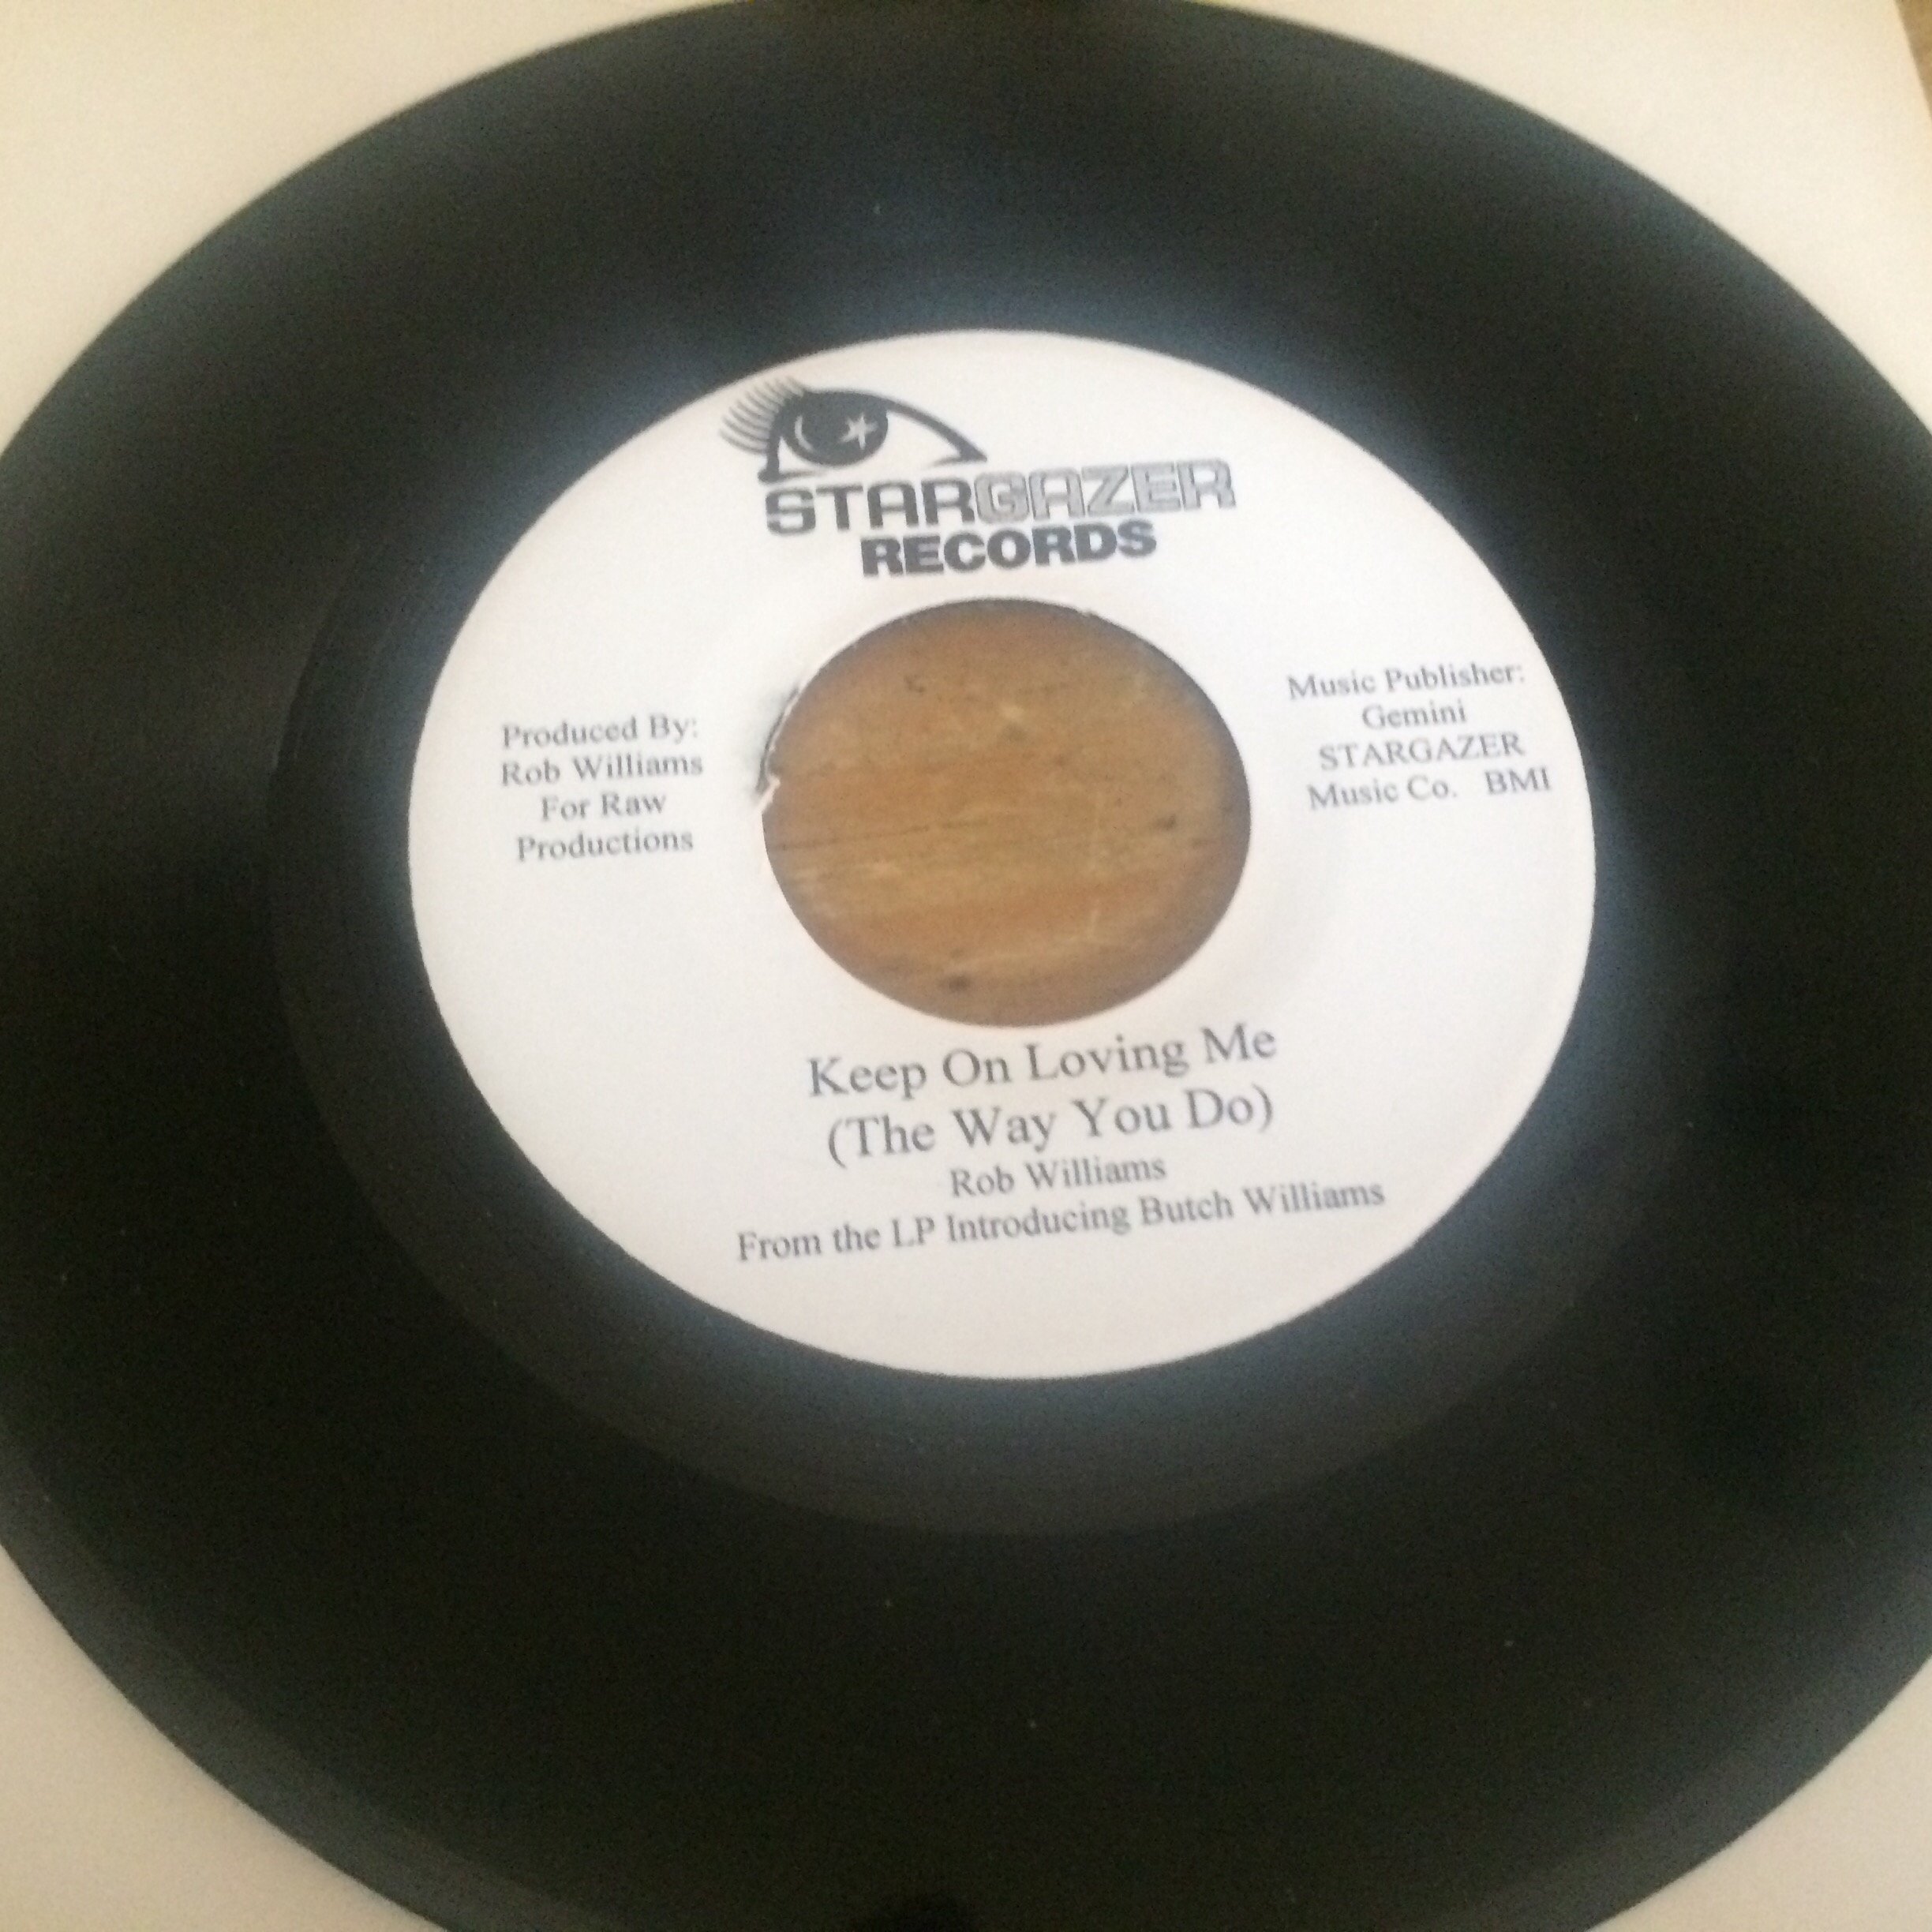 STARGAZER
RECORDS
Produced By:
Rob Williams
For Raw
Productions
Music Publisher:
Gemini
STARGAZER
Music Co. BMI
Keep On Loving Me
(The Way You Do)
Rob Williams
From the LP Introducing Butch Williams